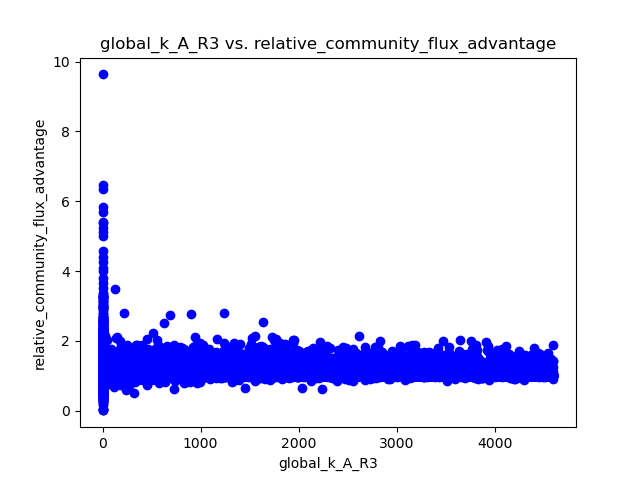 global_k_A_R3 vs. relative_community_flux_advantage
10
8
6
4
2
0
relative_community_flux_advantage
0 1000 2000 3000 4000
global_k_A_R3